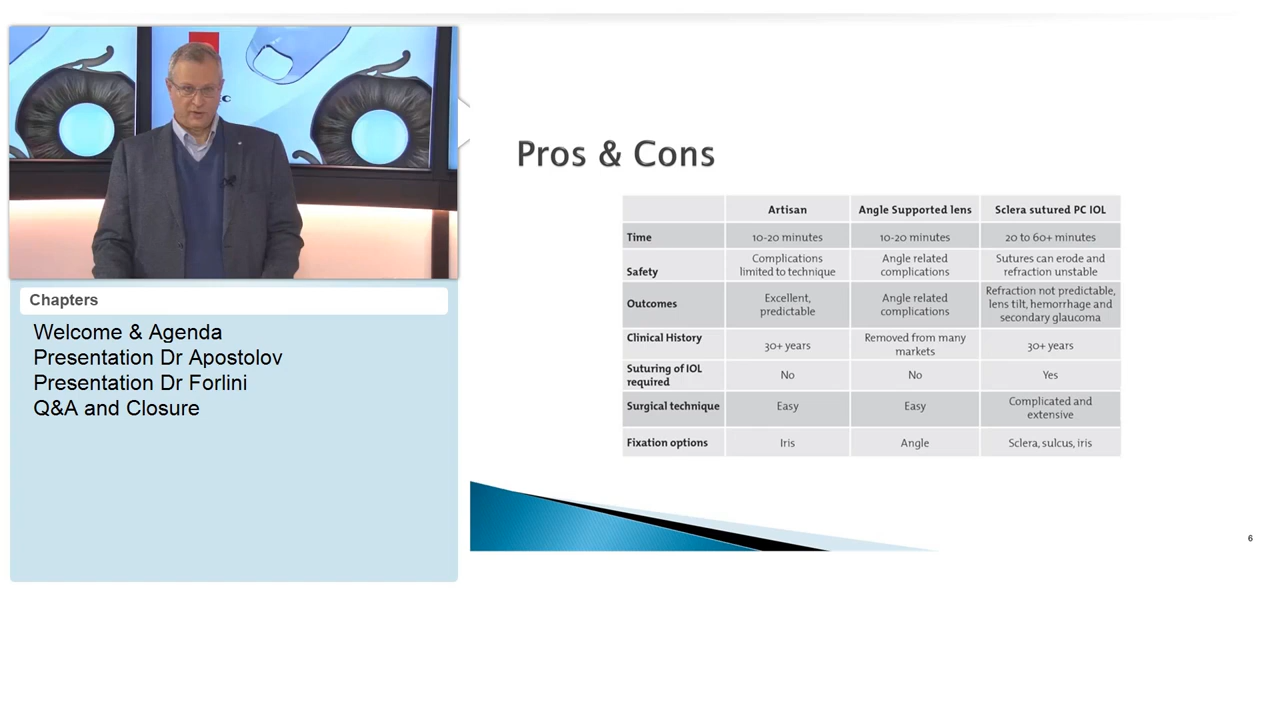 Chapters
Welcome & Agenda
Presentation Dr Apostolov
Presentation Dr Forlini
Q&A and Closure
Pros & Cons
Artisan Angle Supported lens Sclera sutured PC IOL
Time 10-20 minutes 10-20 minutes 20 to 60+ minutes
Safety Complications limited to technique Angle related complications Sutures can erode and refraction unstable
Outcomes Excellent, predictable Angle related complications Refraction not predictable, lens tilt, hemorrhage and secondary glaucoma
Clinical History 30+ years Removed from many markets 30+ years
Suturing of IOL required No No Yes
Surgical technique Easy Easy Complicated and extensive
Fixation options Iris Angle Sclera, sulcus, iris
6